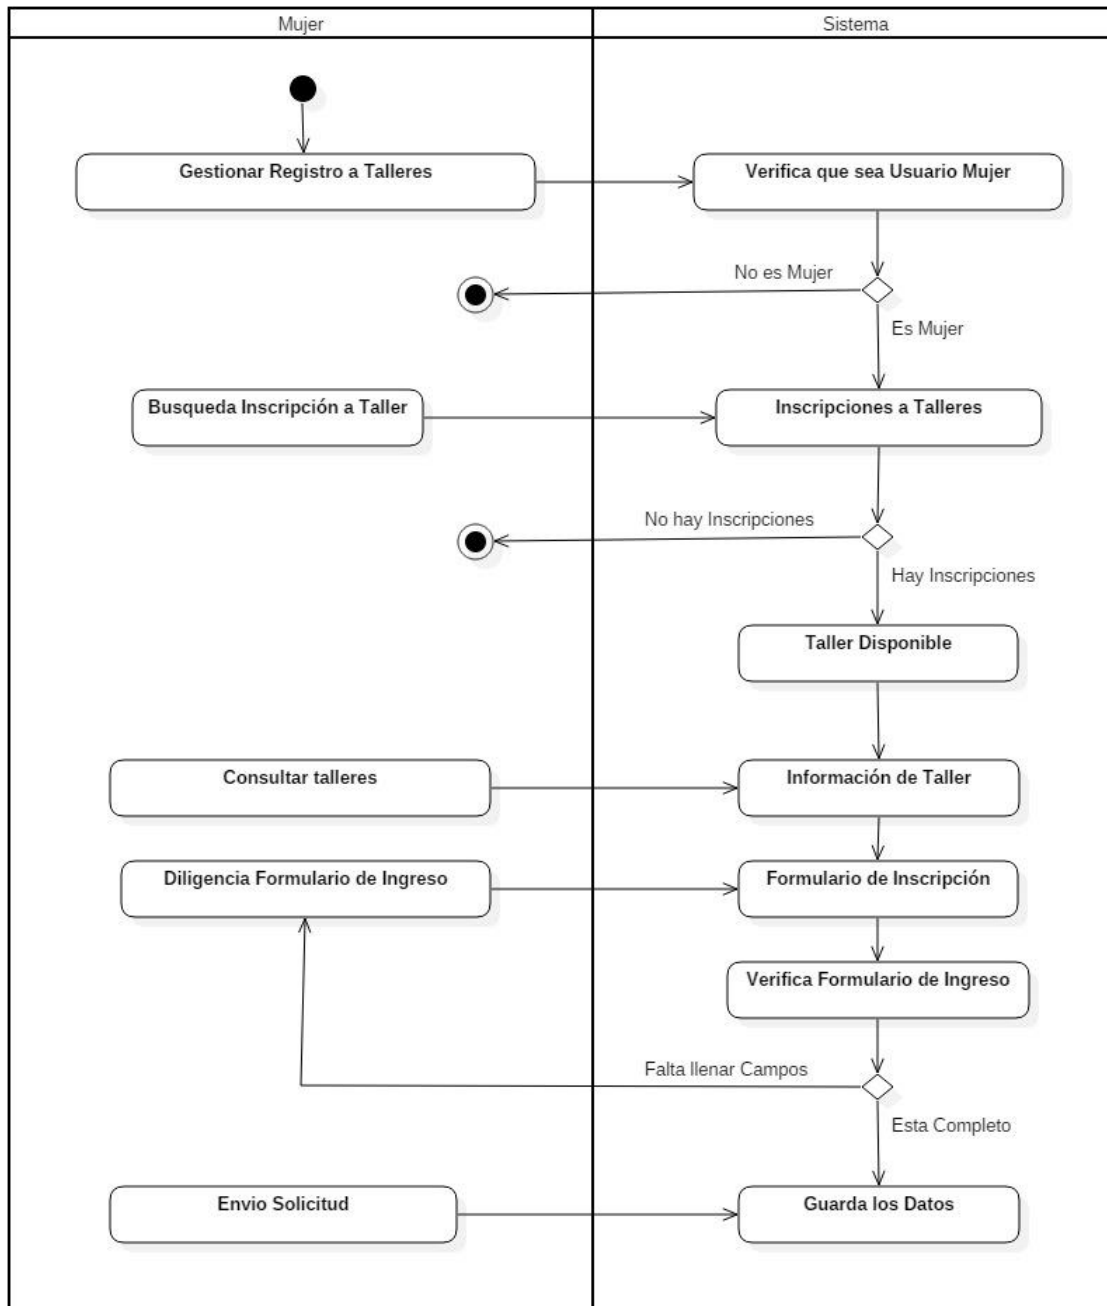 Mujer
Sistema
Gestionar Registro a Talleres
Verifica que sea Usuario Mujer
No es Mujer
Es Mujer
Busqueda Inscripción a Taller
Inscripciones a Talleres
No hay Inscripciones
Hay Inscripciones
Taller Disponible
Consultar talleres
Información de Taller
Diligencia Formulario de Ingreso
Formulario de Inscripción
Verifica Formulario de Ingreso
Falta llenar Campos
Esta Completo
Envio Solicitud
Guarda los Datos